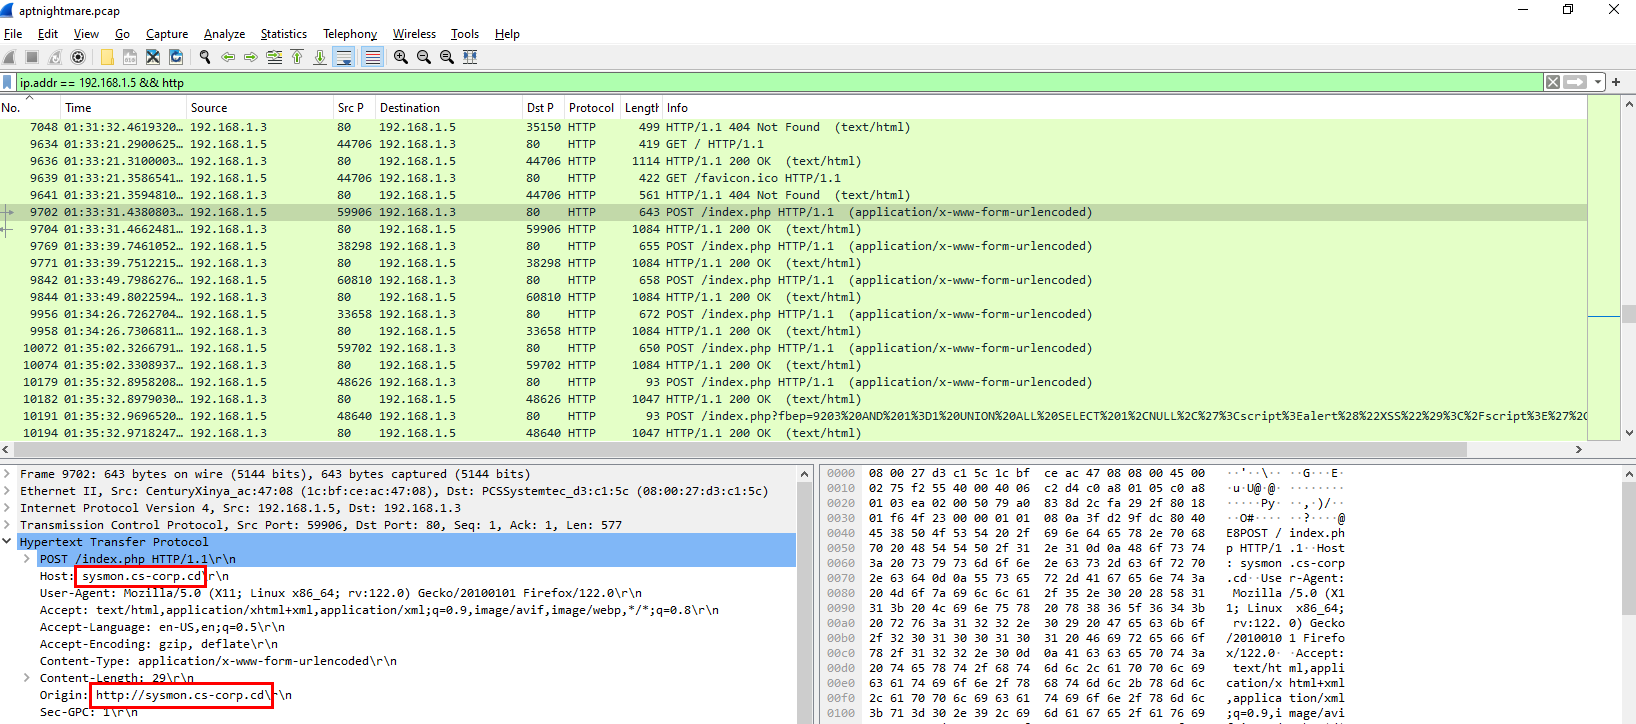 aptnightmare.pcap
File Edit View Go Capture Analyze Statistics Telephony Wireless Tools Help
ip.addr == 192.168.1.5 && http
No. Time Source Src P Destination Dst P Protocol Length Info
7048 01:31:32.4619320… 192.168.1.3 80 192.168.1.5 35150 HTTP 499 HTTP/1.1 404 Not Found (text/html)
9634 01:33:21.2900625… 192.168.1.5 44706 192.168.1.3 80 HTTP 419 GET / HTTP/1.1
9636 01:33:21.3100003… 192.168.1.3 80 192.168.1.5 44706 HTTP 1114 HTTP/1.1 200 OK (text/html)
9639 01:33:21.3586541… 192.168.1.5 44706 192.168.1.3 80 HTTP 422 GET /favicon.ico HTTP/1.1
9641 01:33:21.3594810… 192.168.1.3 80 192.168.1.5 44706 HTTP 561 HTTP/1.1 404 Not Found (text/html)
9702 01:33:31.4380803… 192.168.1.5 59906 192.168.1.3 80 HTTP 643 POST /index.php HTTP/1.1 (application/x-www-form-urlencoded)
9704 01:33:31.4662481… 192.168.1.3 80 192.168.1.5 59906 HTTP 1084 HTTP/1.1 200 OK (text/html)
9769 01:33:39.7461052… 192.168.1.5 38298 192.168.1.3 80 HTTP 655 POST /index.php HTTP/1.1 (application/x-www-form-urlencoded)
9771 01:33:39.7512215… 192.168.1.3 80 192.168.1.5 38298 HTTP 1084 HTTP/1.1 200 OK (text/html)
9842 01:33:49.7986276… 192.168.1.5 60810 192.168.1.3 80 HTTP 658 POST /index.php HTTP/1.1 (application/x-www-form-urlencoded)
9844 01:33:49.8022594… 192.168.1.3 80 192.168.1.5 60810 HTTP 1084 HTTP/1.1 200 OK (text/html)
9956 01:34:26.7262704… 192.168.1.5 33658 192.168.1.3 80 HTTP 672 POST /index.php HTTP/1.1 (application/x-www-form-urlencoded)
9958 01:34:26.7306811… 192.168.1.3 80 192.168.1.5 33658 HTTP 1084 HTTP/1.1 200 OK (text/html)
10072 01:35:02.3266791… 192.168.1.5 59702 192.168.1.3 80 HTTP 650 POST /index.php HTTP/1.1 (application/x-www-form-urlencoded)
10074 01:35:02.3308937… 192.168.1.3 80 192.168.1.5 59702 HTTP 1084 HTTP/1.1 200 OK (text/html)
10179 01:35:32.8958208… 192.168.1.5 48626 192.168.1.3 80 HTTP 93 POST /index.php HTTP/1.1 (application/x-www-form-urlencoded)
10182 01:35:32.8979030… 192.168.1.3 80 192.168.1.5 48626 HTTP 1047 HTTP/1.1 200 OK (text/html)
10191 01:35:32.9696520… 192.168.1.5 48640 192.168.1.3 80 HTTP 93 POST /index.php?fbep=9203%20AND%201%3D1%20UNION%20ALL%20SELECT%201%2CNULL%2C%27%3Cscript%3Ealert%28%22XSS%22%29%3C%2Fscript%3E%27%2C
10194 01:35:32.9718247… 192.168.1.3 80 192.168.1.5 48640 HTTP 1047 HTTP/1.1 200 OK (text/html)
Frame 9702: 643 bytes on wire (5144 bits), 643 bytes captured (5144 bits)
Ethernet II, Src: CenturyXinya_ac:47:08 (1c:bf:ce:ac:47:08), Dst: PCSSystemtec_d3:c1:5c (08:00:27:d3:c1:5c)
Internet Protocol Version 4, Src: 192.168.1.5, Dst: 192.168.1.3
Transmission Control Protocol, Src Port: 59906, Dst Port: 80, Seq: 1, Ack: 1, Len: 577
Hypertext Transfer Protocol
POST /index.php HTTP/1.1\r\n
Host: sysmon.cs-corp.cd\r\n
User-Agent: Mozilla/5.0 (X11; Linux x86_64; rv:122.0) Gecko/20100101 Firefox/122.0\r\n
Accept: text/html,application/xhtml+xml,application/xml;q=0.9,image/avif,image/webp,*/*;q=0.8\r\n
Accept-Language: en-US,en;q=0.5\r\n
Accept-Encoding: gzip, deflate\r\n
Content-Type: application/x-www-form-urlencoded\r\n
Content-Length: 29\r\n
Origin: http://sysmon.cs-corp.cd\r\n
Sec-GPC: 1\r\n
0000 08 00 27 d3 c1 5c 1c bf ce ac 47 08 08 00 45 00 ··'··\·· ··G···E·
0010 02 75 f2 55 40 00 40 06 c2 d4 c0 a8 01 05 c0 a8 ·u·U@·@· ········
0020 01 03 ea 02 00 50 79 a0 83 8d 2c fa 29 2f 80 18 ·····Py· ··,·)/··
0030 01 f6 4f 23 00 00 01 01 08 0a 3f d2 9f dc 80 40 ··O#···· ··?····@
0040 45 38 50 4f 53 54 20 2f 69 6e 64 65 78 2e 70 68 E8POST / index.ph
0050 70 20 48 54 54 50 2f 31 2e 31 0d 0a 48 6f 73 74 p HTTP/1 .1··Host
0060 3a 20 73 79 73 6d 6f 6e 2e 63 73 2d 63 6f 72 70 : sysmon .cs-corp
0070 2e 63 64 0d 0a 55 73 65 72 2d 41 67 65 6e 74 3a .cd··Use r-Agent:
0080 20 4d 6f 7a 69 6c 6c 61 2f 35 2e 30 20 28 58 31 Mozilla /5.0 (X1
0090 31 3b 20 4c 69 6e 75 78 20 78 38 36 5f 36 34 3b 1; Linux x86_64;
00a0 20 72 76 3a 31 32 32 2e 30 29 20 47 65 63 6b 6f rv:122. 0) Gecko
00b0 2f 32 30 31 30 30 31 30 31 20 46 69 72 65 66 6f /2010010 1 Firefo
00c0 78 2f 31 32 32 2e 30 0d 0a 41 63 63 65 70 74 3a x/122.0· ·Accept:
00d0 20 74 65 78 74 2f 68 74 6d 6c 2c 61 70 70 6c 69 text/ht ml,appli
00e0 63 61 74 69 6f 6e 2f 78 68 74 6d 6c 2b 78 6d 6c cation/x html+xml
00f0 2c 61 70 70 6c 69 63 61 74 69 6f 6e 2f 78 6d 6c ,applica tion/xml
0100 3b 71 3d 30 2e 39 2c 69 6d 61 67 65 2f 61 76 69 ;q=0.9,i mage/avi